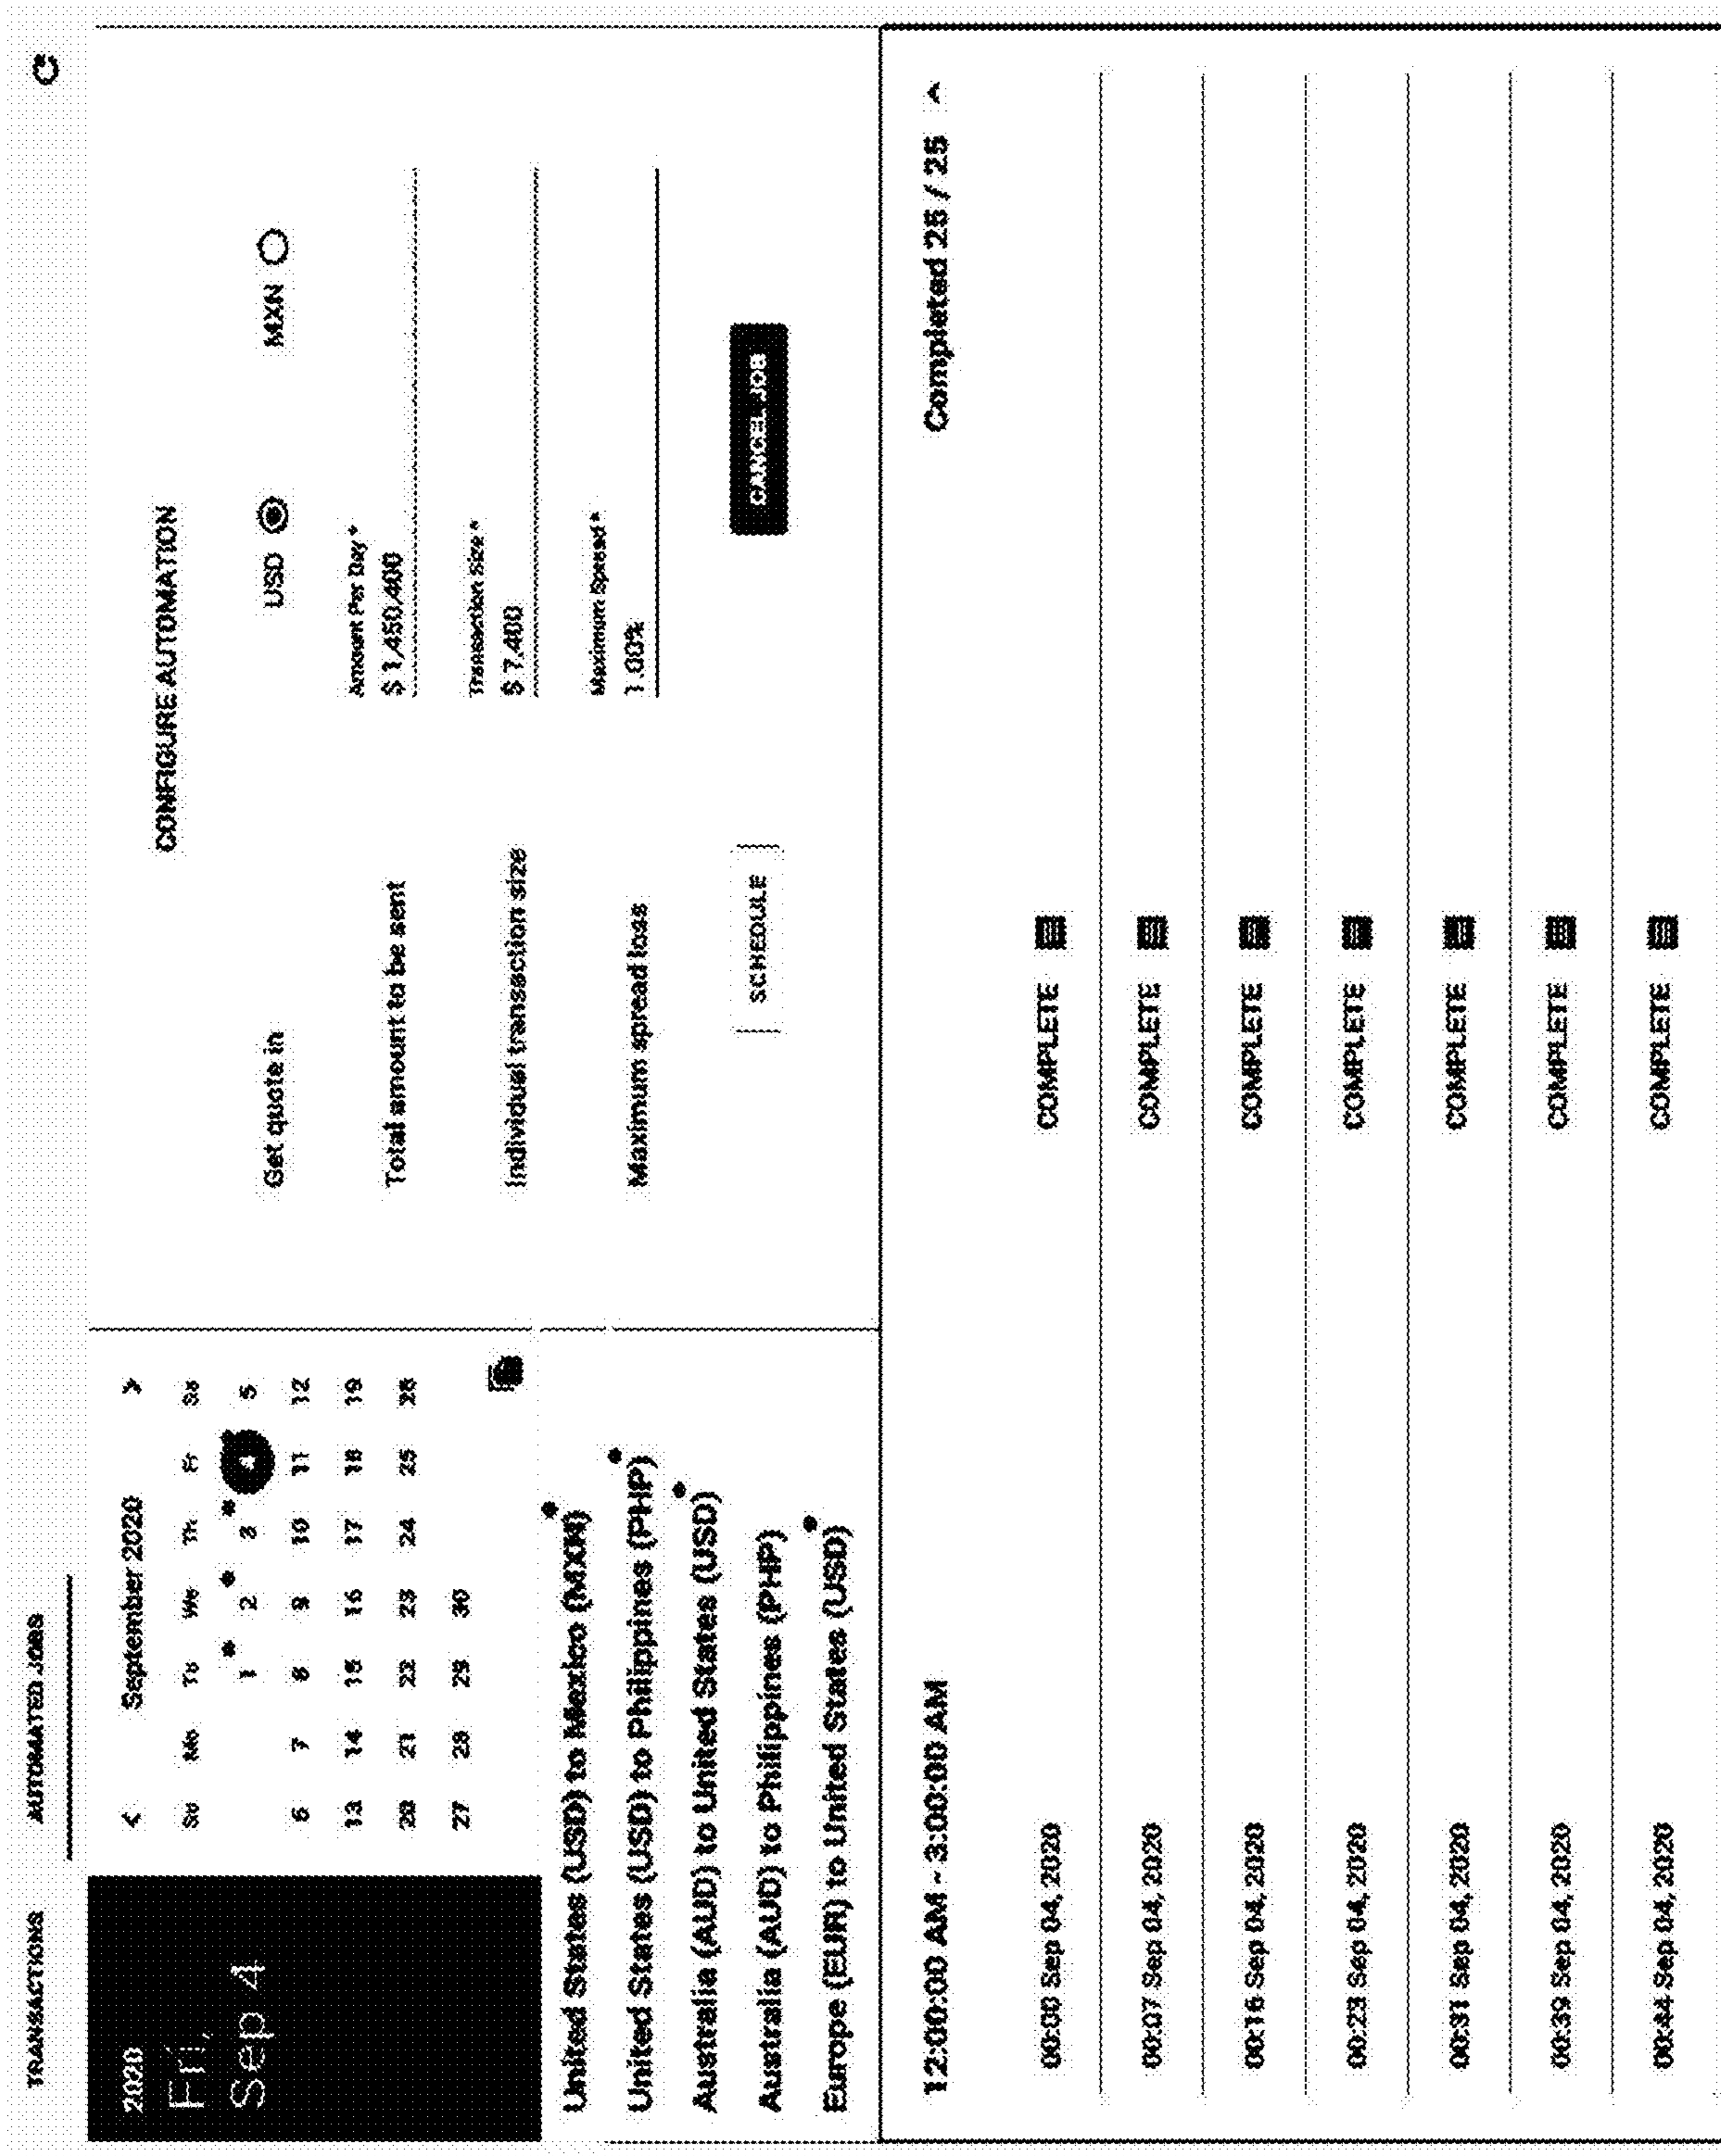 TRANSACTIONS AUTOMATED JOBS
2020
Fri,
Sep 4
< September 2020 >
Su Mo Tu We Th Fr Sa
1 2 3 4 5
6 7 8 9 10 11 12
13 14 15 16 17 18 19
20 21 22 23 24 25 26
27 28 29 30
United States (USD) to Mexico (MXN)
United States (USD) to Philippines (PHP)
Australia (AUD) to United States (USD)
Australia (AUD) to Philippines (PHP)
Europe (EUR) to United States (USD)
CONFIGURE AUTOMATION
Get quote in USD MXN
Amount Per Day *
Total amount to be sent $ 1,450,400
Transaction Size *
Individual transaction size $ 7,400
Maximum Spread *
Maximum spread loss 1.00%
SCHEDULE CANCEL JOB
12:00:00 AM - 3:00:00 AM Completed 25 / 25
00:00 Sep 04, 2020 COMPLETE
00:07 Sep 04, 2020 COMPLETE
00:16 Sep 04, 2020 COMPLETE
00:23 Sep 04, 2020 COMPLETE
00:31 Sep 04, 2020 COMPLETE
00:39 Sep 04, 2020 COMPLETE
00:44 Sep 04, 2020 COMPLETE